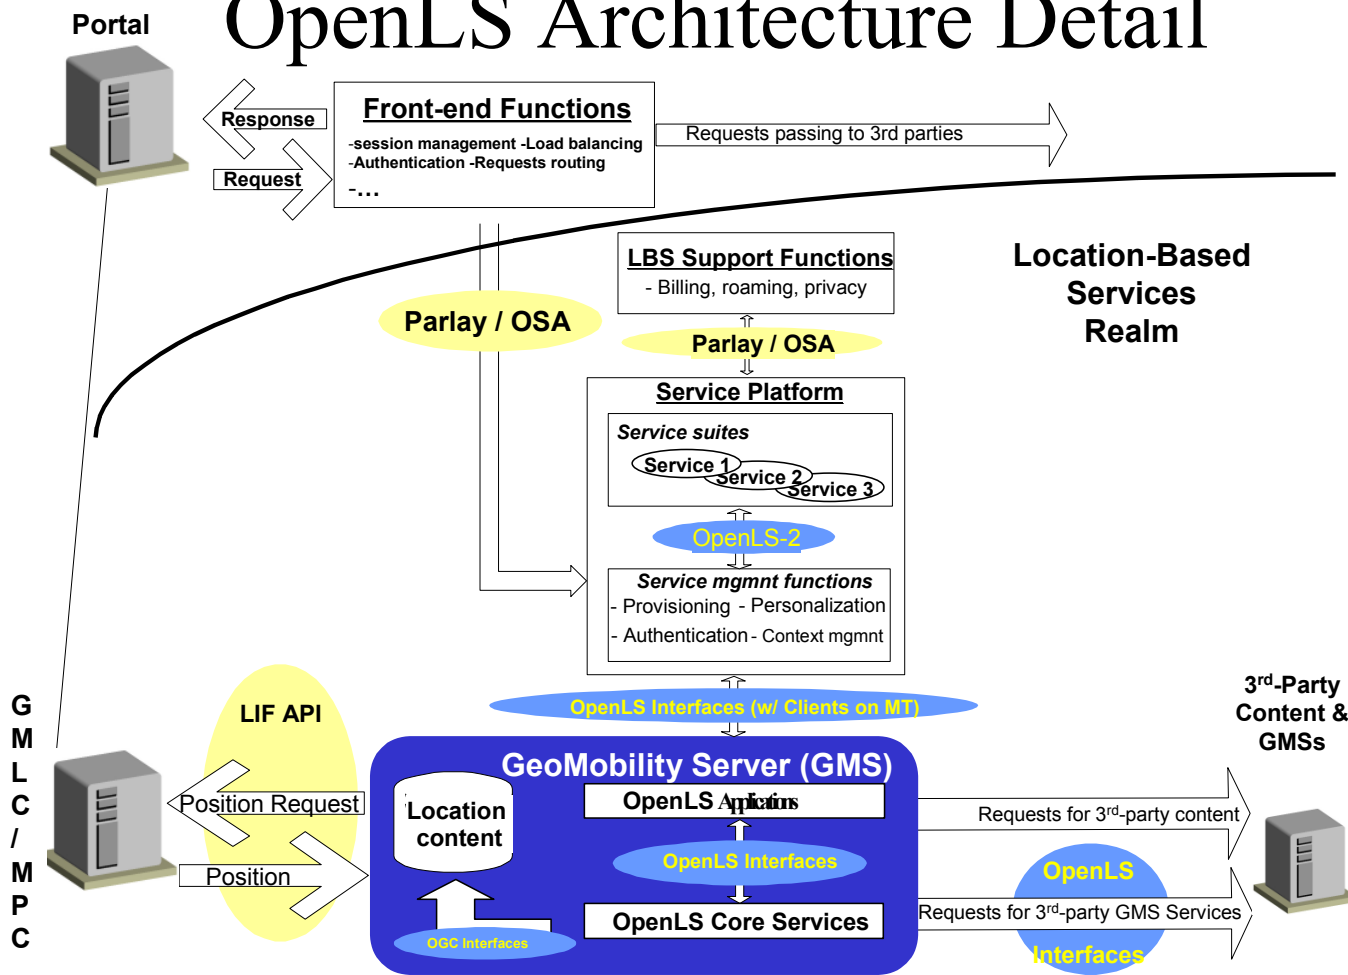 OpenLS Architecture Detail
Portal
Response
Request
Front-end Functions
-session management -Load balancing
-Authentication -Requests routing
-...
Requests passing to 3rd parties
Location-Based
Services
Realm
LBS Support Functions
- Billing, roaming, privacy
Parlay / OSA
Parlay / OSA
Service Platform
Service suites
Service 1
Service 2
Service 3
OpenLS-2
Service mgmnt functions
- Provisioning - Personalization
- Authentication - Context mgmnt
OpenLS Interfaces (w/ Clients on MT)
GMLC/MPC
LIF API
Position Request
Position
GeoMobility Server (GMS)
Location
content
OGC Interfaces
OpenLS Applications
OpenLS Interfaces
OpenLS Core Services
3rd-Party
Content &
GMSs
Requests for 3rd-party content
OpenLS
Requests for 3rd-party GMS Services
Interfaces